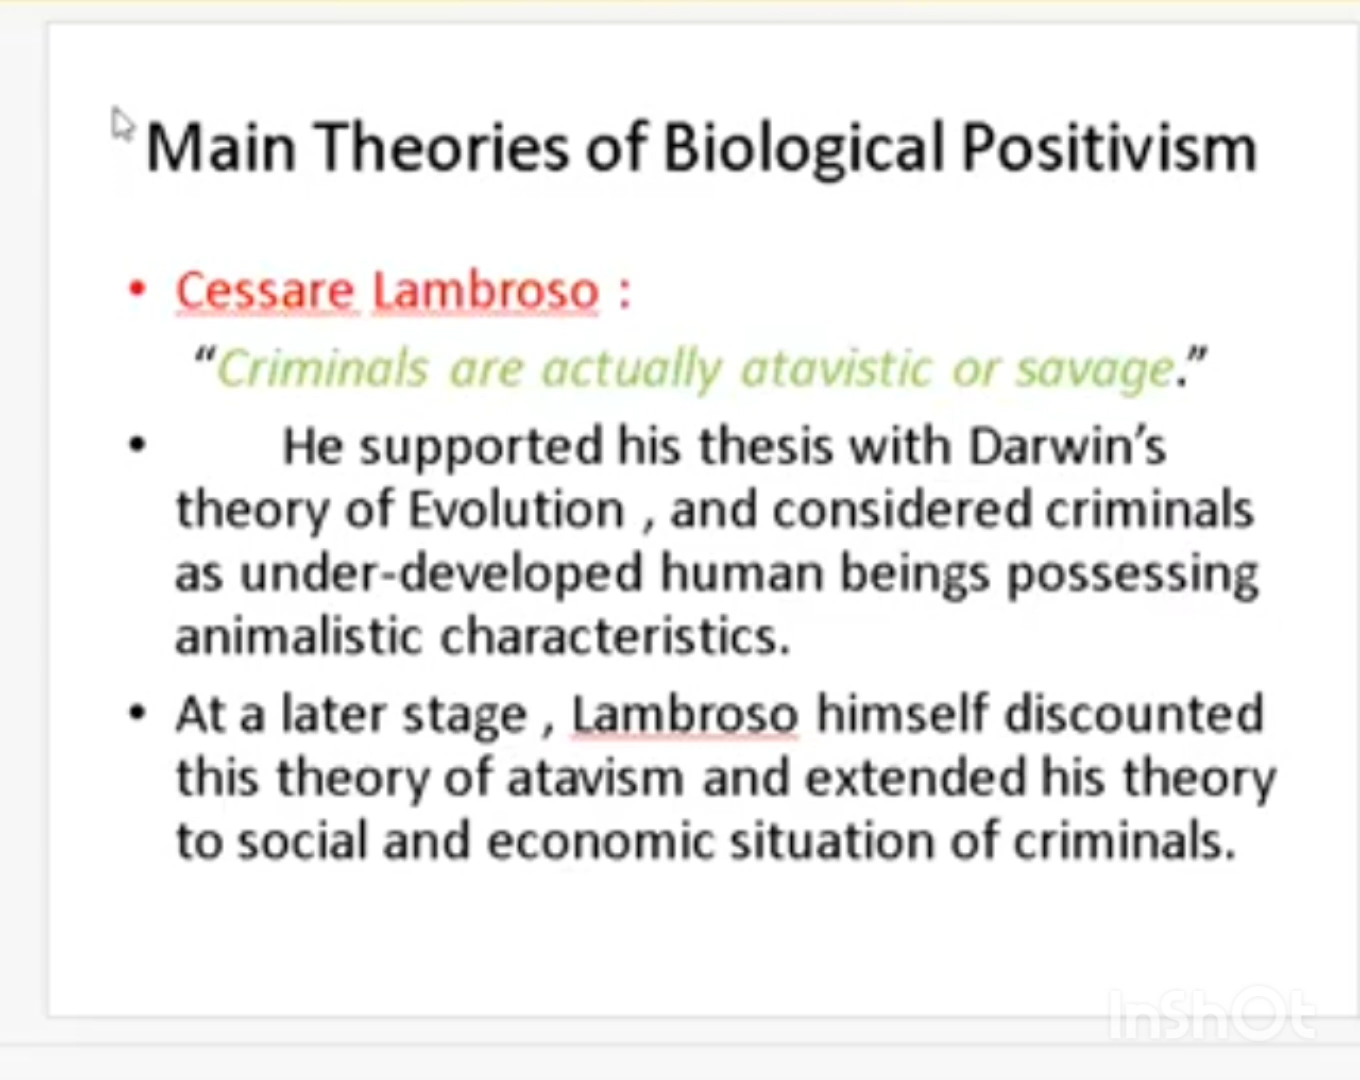 Main Theories of Biological Positivism
• Cessare Lambroso :
“Criminals are actually atavistic or savage.”
• He supported his thesis with Darwin’s
theory of Evolution , and considered criminals
as under-developed human beings possessing
animalistic characteristics.
• At a later stage , Lambroso himself discounted
this theory of atavism and extended his theory
to social and economic situation of criminals.
InShOt